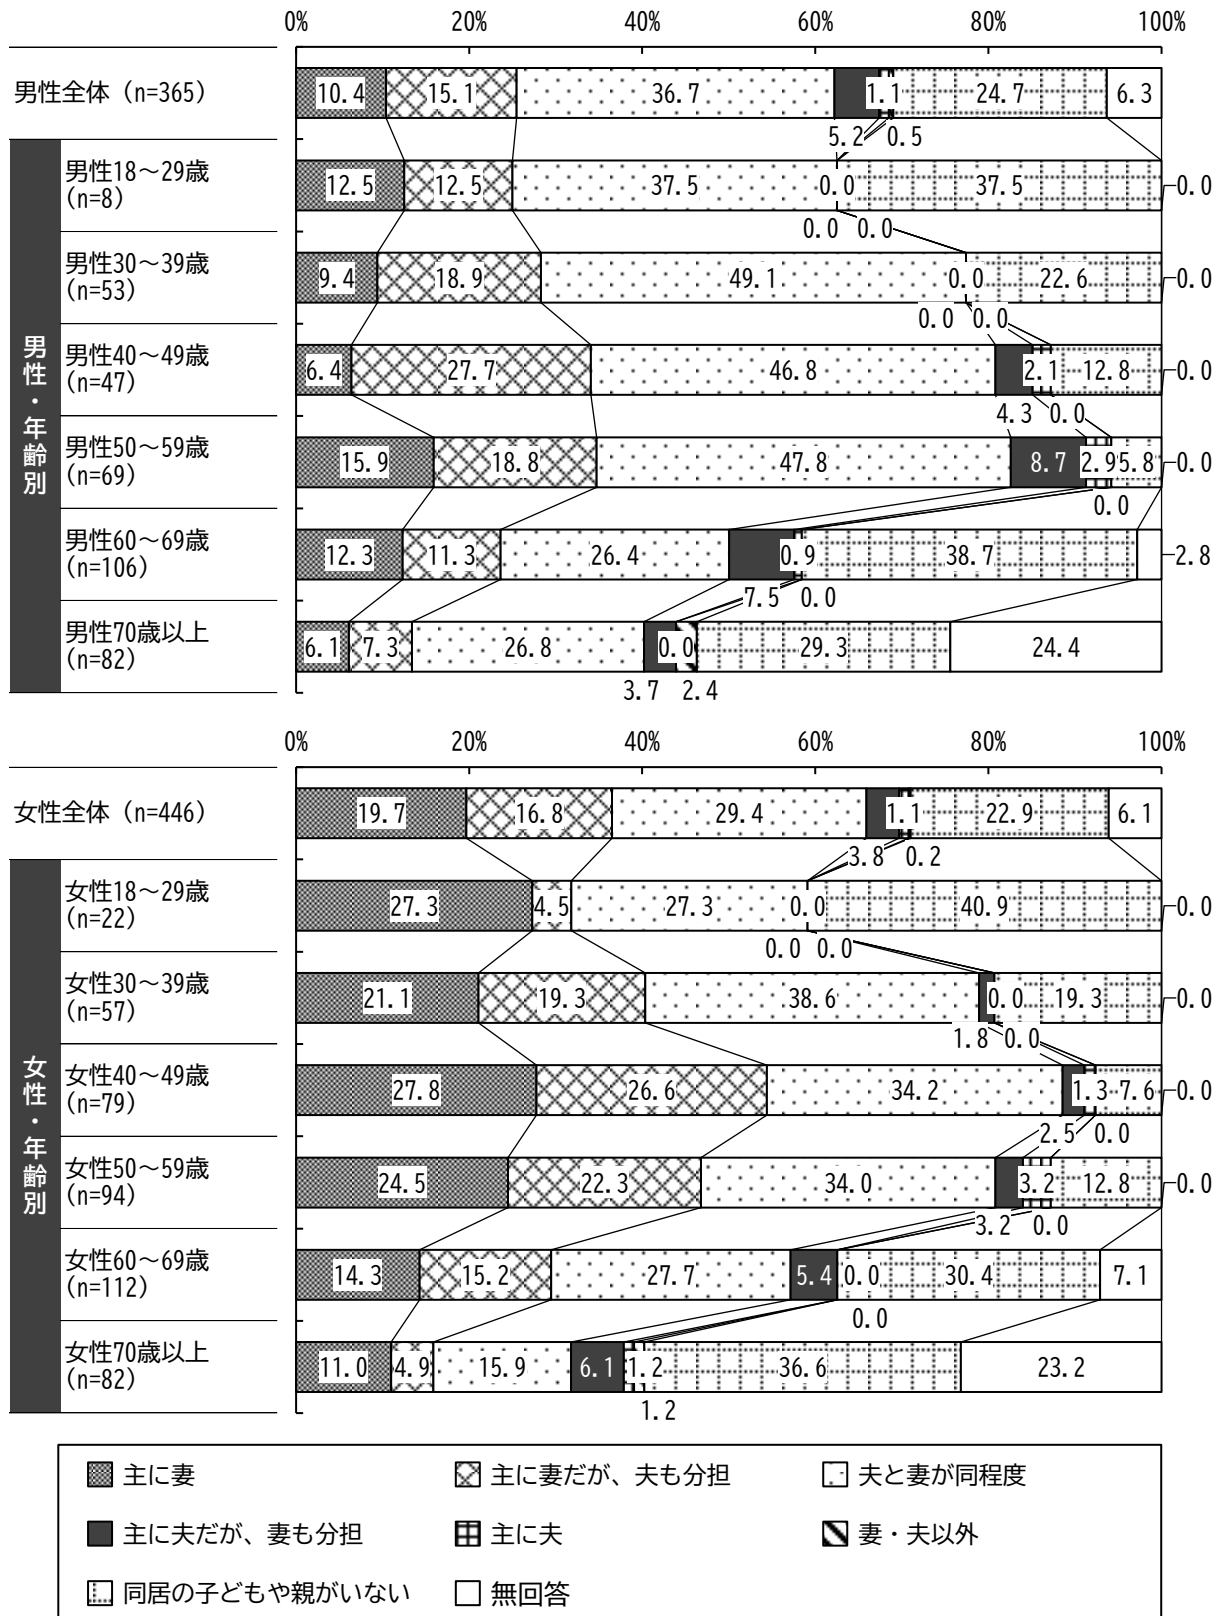 0% 20% 40% 60% 80% 100%
男性全体（n=365） 10.4 15.1 36.7 1.1 24.7 6.3
5.2 0.5
男性・年齢別
男性18～29歳
(n=8)
12.5 12.5 37.5 0.0 37.5 0.0
0.0 0.0
男性30～39歳
(n=53)
9.4 18.9 49.1 0.0 22.6 0.0
0.0 0.0
男性40～49歳
(n=47)
6.4 27.7 46.8 2.1 12.8 0.0
4.3 0.0
男性50～59歳
(n=69)
15.9 18.8 47.8 8.7 2.9 5.8 0.0
0.0
男性60～69歳
(n=106)
12.3 11.3 26.4 0.9 38.7 2.8
7.5 0.0
男性70歳以上
(n=82)
6.1 7.3 26.8 0.0 29.3 24.4
3.7 2.4
0% 20% 40% 60% 80% 100%
女性全体（n=446） 19.7 16.8 29.4 1.1 22.9 6.1
3.8 0.2
女性・年齢別
女性18～29歳
(n=22)
27.3 4.5 27.3 0.0 40.9 0.0
0.0 0.0
女性30～39歳
(n=57)
21.1 19.3 38.6 0.0 19.3 0.0
1.8 0.0
女性40～49歳
(n=79)
27.8 26.6 34.2 1.3 7.6 0.0
2.5 0.0
女性50～59歳
(n=94)
24.5 22.3 34.0 3.2 12.8 0.0
3.2 0.0
女性60～69歳
(n=112)
14.3 15.2 27.7 5.4 0.0 30.4 7.1
0.0
女性70歳以上
(n=82)
11.0 4.9 15.9 6.1 1.2 36.6 23.2
1.2
主に妻 主に妻だが、夫も分担 夫と妻が同程度
主に夫だが、妻も分担 主に夫 妻・夫以外
同居の子どもや親がいない 無回答